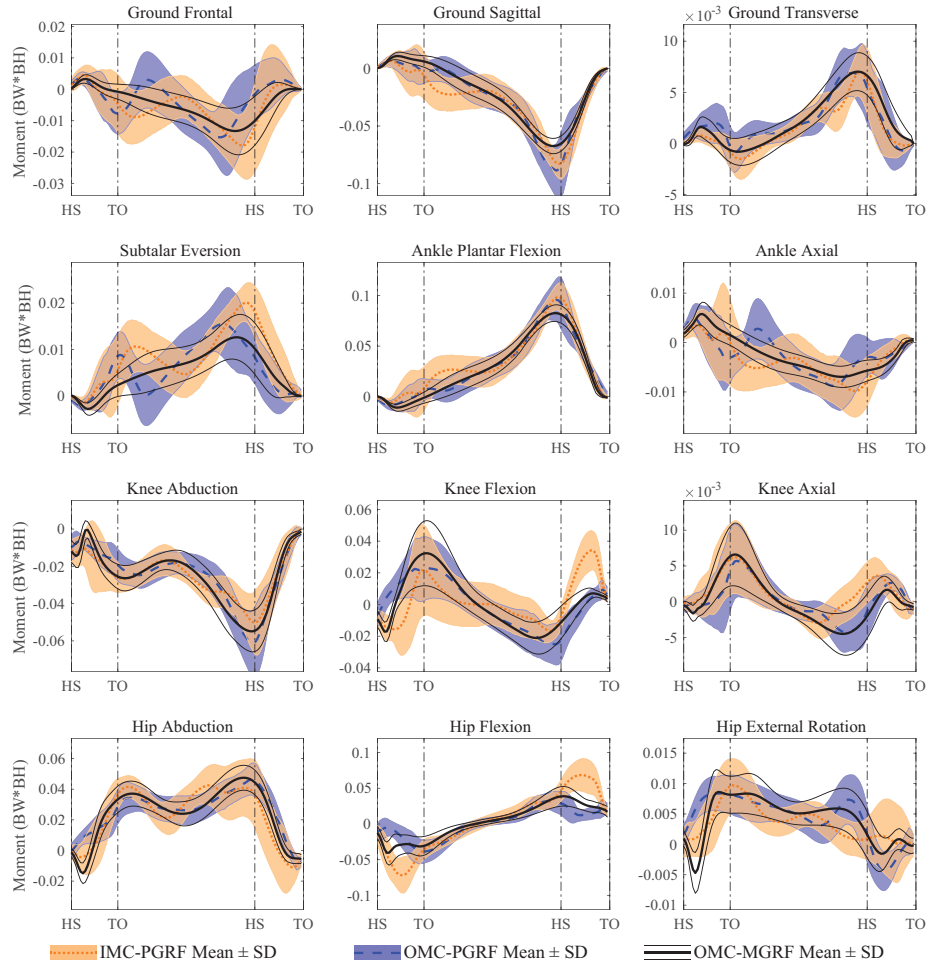 Ground Frontal
Ground Sagittal
Ground Transverse
Moment (BW*BH)
0.02
0.01
0
-0.01
-0.02
-0.03
HS TO HS TO
0
-0.05
-0.1
HS TO HS TO
10 ×10⁻³
5
0
-5
HS TO HS TO
Subtalar Eversion
Ankle Plantar Flexion
Ankle Axial
Moment (BW*BH)
0.02
0.01
0
HS TO HS TO
0.1
0.05
0
HS TO HS TO
0.01
0
-0.01
HS TO HS TO
Knee Abduction
Knee Flexion
Knee Axial
Moment (BW*BH)
0
-0.02
-0.04
-0.06
HS TO HS TO
0.06
0.04
0.02
0
-0.02
-0.04
HS TO HS TO
×10⁻³
10
5
0
-5
HS TO HS TO
Hip Abduction
Hip Flexion
Hip External Rotation
Moment (BW*BH)
0.06
0.04
0.02
0
-0.02
HS TO HS TO
0.1
0.05
0
-0.05
-0.1
HS TO HS TO
0.015
0.01
0.005
0
-0.005
-0.01
HS TO HS TO
IMC-PGRF Mean ± SD
OMC-PGRF Mean ± SD
OMC-MGRF Mean ± SD